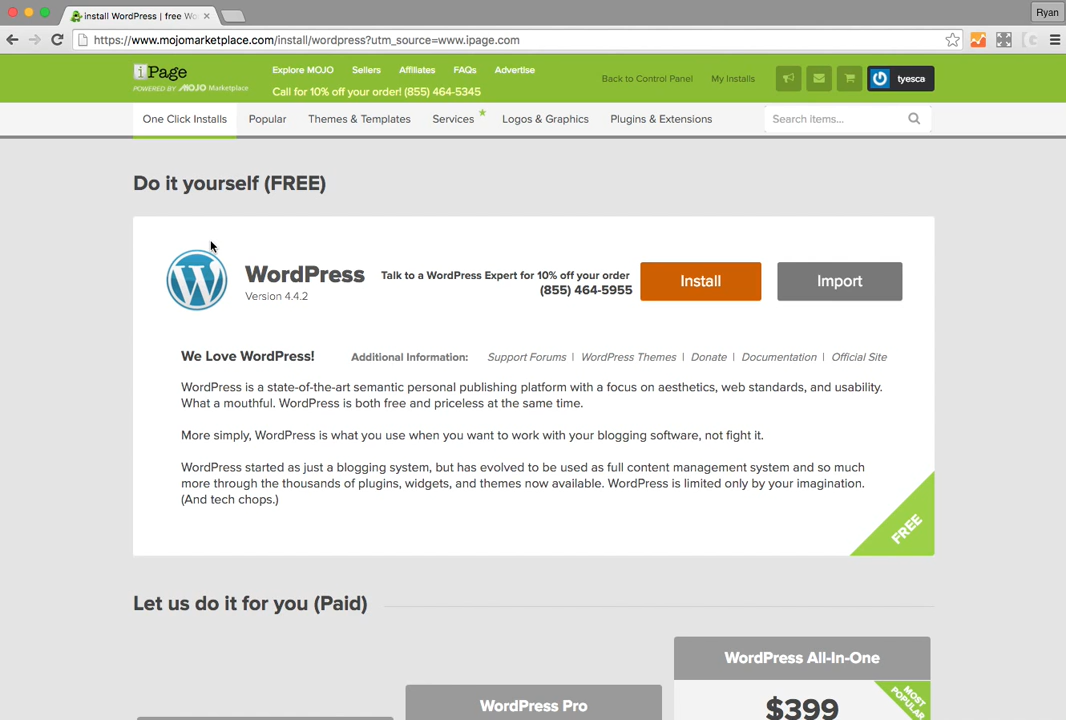 install WordPress | free Wo
Ryan
https://www.mojomarketplace.com/install/wordpress?utm_source=www.ipage.com
iPage
POWERED BY MOJO Marketplace
Explore MOJO Sellers Affiliates FAQs Advertise
Call for 10% off your order! (855) 464-5345
Back to Control Panel My Installs
tyesca
One Click Installs Popular Themes & Templates Services Logos & Graphics Plugins & Extensions
Search items...
Do it yourself (FREE)
WordPress
Version 4.4.2
Talk to a WordPress Expert for 10% off your order
(855) 464-5955
Install
Import
We Love WordPress!
Additional Information: Support Forums | WordPress Themes | Donate | Documentation | Official Site
WordPress is a state-of-the-art semantic personal publishing platform with a focus on aesthetics, web standards, and usability.
What a mouthful. WordPress is both free and priceless at the same time.
More simply, WordPress is what you use when you want to work with your blogging software, not fight it.
WordPress started as just a blogging system, but has evolved to be used as full content management system and so much
more through the thousands of plugins, widgets, and themes now available. WordPress is limited only by your imagination.
(And tech chops.)
FREE
Let us do it for you (Paid)
WordPress All-In-One
WordPress Pro
$399
MOST
POPULAR